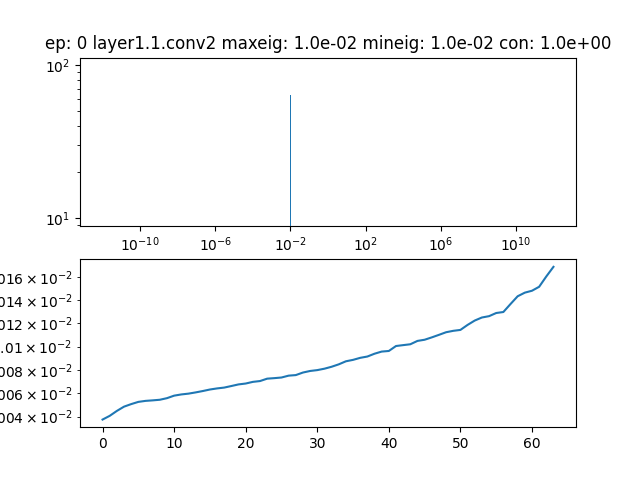 ep: 0 layer1.1.conv2 maxeig: 1.0e-02 mineig: 1.0e-02 con: 1.0e+00
10²
10¹
10⁻¹⁰ 10⁻⁶ 10⁻² 10² 10⁶ 10¹⁰
016 × 10⁻²
014 × 10⁻²
012 × 10⁻²
.01 × 10⁻²
008 × 10⁻²
006 × 10⁻²
004 × 10⁻²
0 10 20 30 40 50 60